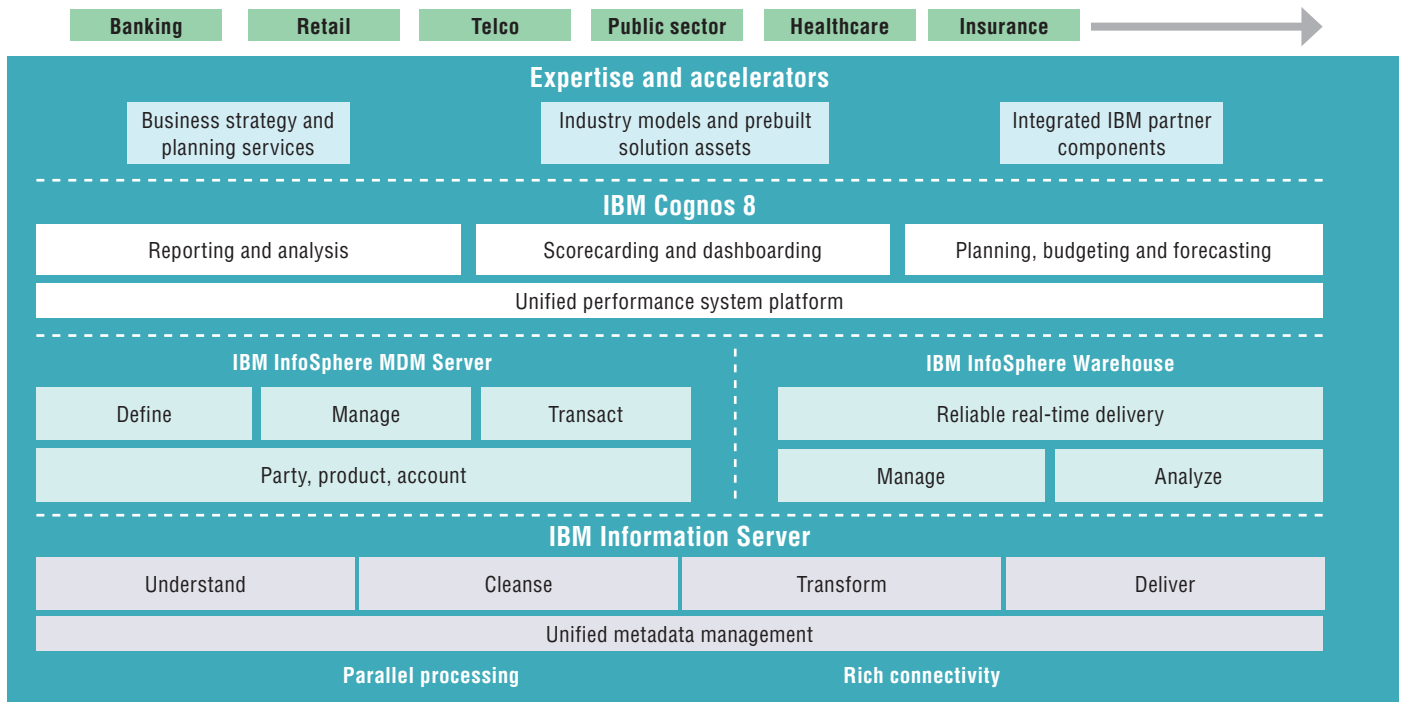 Banking
Retail
Telco
Public sector
Healthcare
Insurance
Expertise and accelerators
Business strategy and
planning services
Industry models and prebuilt
solution assets
Integrated IBM partner
components
IBM Cognos 8
Reporting and analysis
Scorecarding and dashboarding
Planning, budgeting and forecasting
Unified performance system platform
IBM InfoSphere MDM Server
Define
Manage
Transact
Party, product, account
IBM InfoSphere Warehouse
Reliable real-time delivery
Manage
Analyze
IBM Information Server
Understand
Cleanse
Transform
Deliver
Unified metadata management
Parallel processing
Rich connectivity